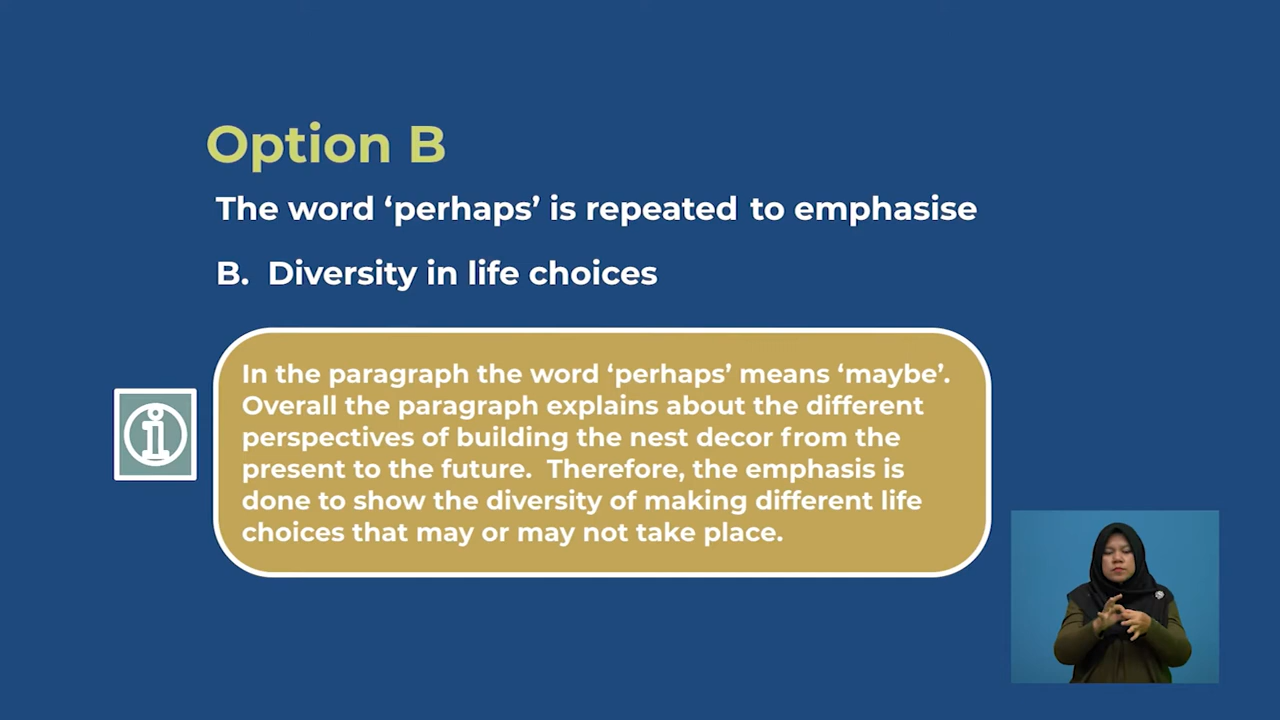 Option B
The word ‘perhaps’ is repeated to emphasise
B. Diversity in life choices
In the paragraph the word ‘perhaps’ means ‘maybe’.
Overall the paragraph explains about the different
perspectives of building the nest decor from the
present to the future. Therefore, the emphasis is
done to show the diversity of making different life
choices that may or may not take place.
i